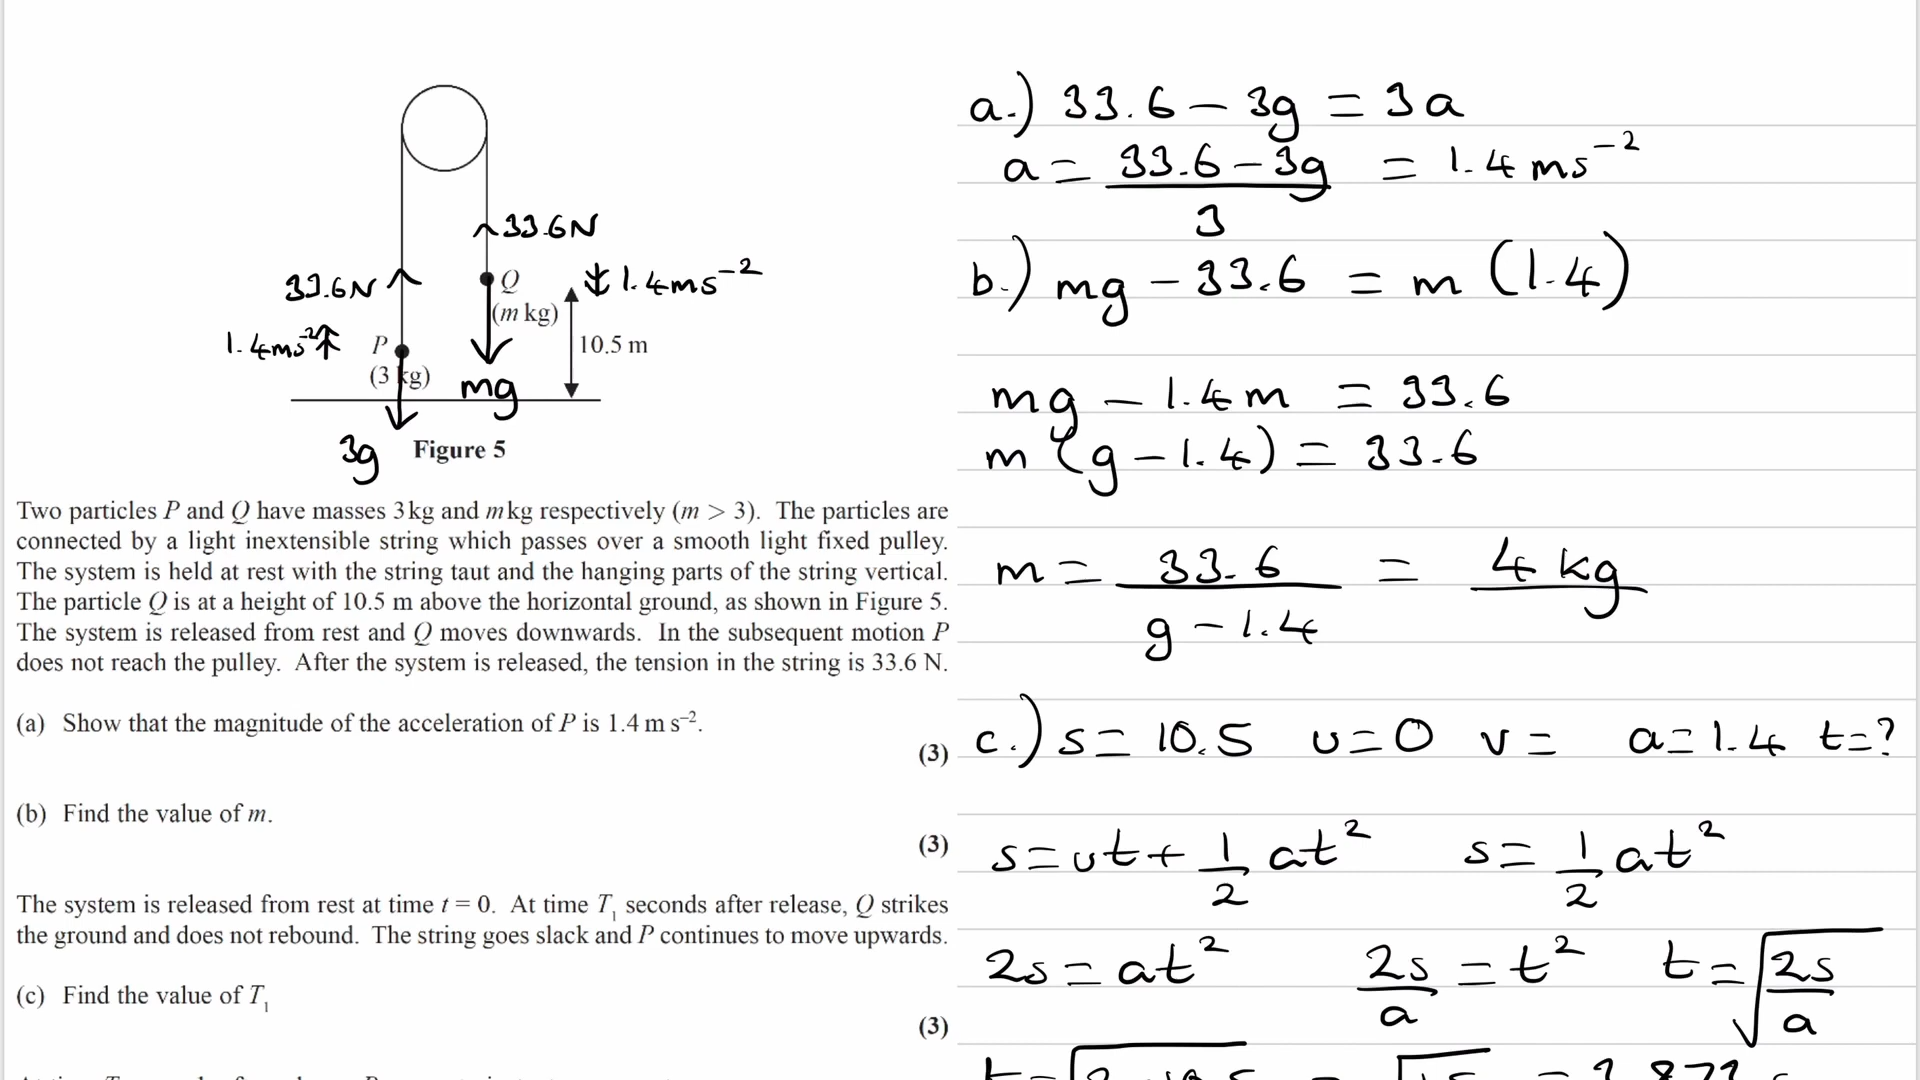 33.6N
33.6N
Q
↓ 1.4ms⁻²
(m kg)
1.4ms⁻² ↑
P
10.5 m
(3 kg)
mg
3g
Figure 5
Two particles P and Q have masses 3 kg and m kg respectively (m > 3). The particles are
connected by a light inextensible string which passes over a smooth light fixed pulley.
The system is held at rest with the string taut and the hanging parts of the string vertical.
The particle Q is at a height of 10.5 m above the horizontal ground, as shown in Figure 5.
The system is released from rest and Q moves downwards. In the subsequent motion P
does not reach the pulley. After the system is released, the tension in the string is 33.6 N.
(a) Show that the magnitude of the acceleration of P is 1.4 m s⁻².
(3)
(b) Find the value of m.
(3)
The system is released from rest at time t = 0. At time T₁ seconds after release, Q strikes
the ground and does not rebound. The string goes slack and P continues to move upwards.
(c) Find the value of T₁
(3)
a.) 33.6 − 3g = 3a
a = (33.6 − 3g)/3 = 1.4 ms⁻²
b.) mg − 33.6 = m (1.4)
mg − 1.4m = 33.6
m (g − 1.4) = 33.6
m = 33.6/(g − 1.4) = 4 kg
c.) s = 10.5 u = 0 v = a = 1.4 t = ?
s = ut + 1/2 at² s = 1/2 at²
2s = at² 2s/a = t² t = √(2s/a)